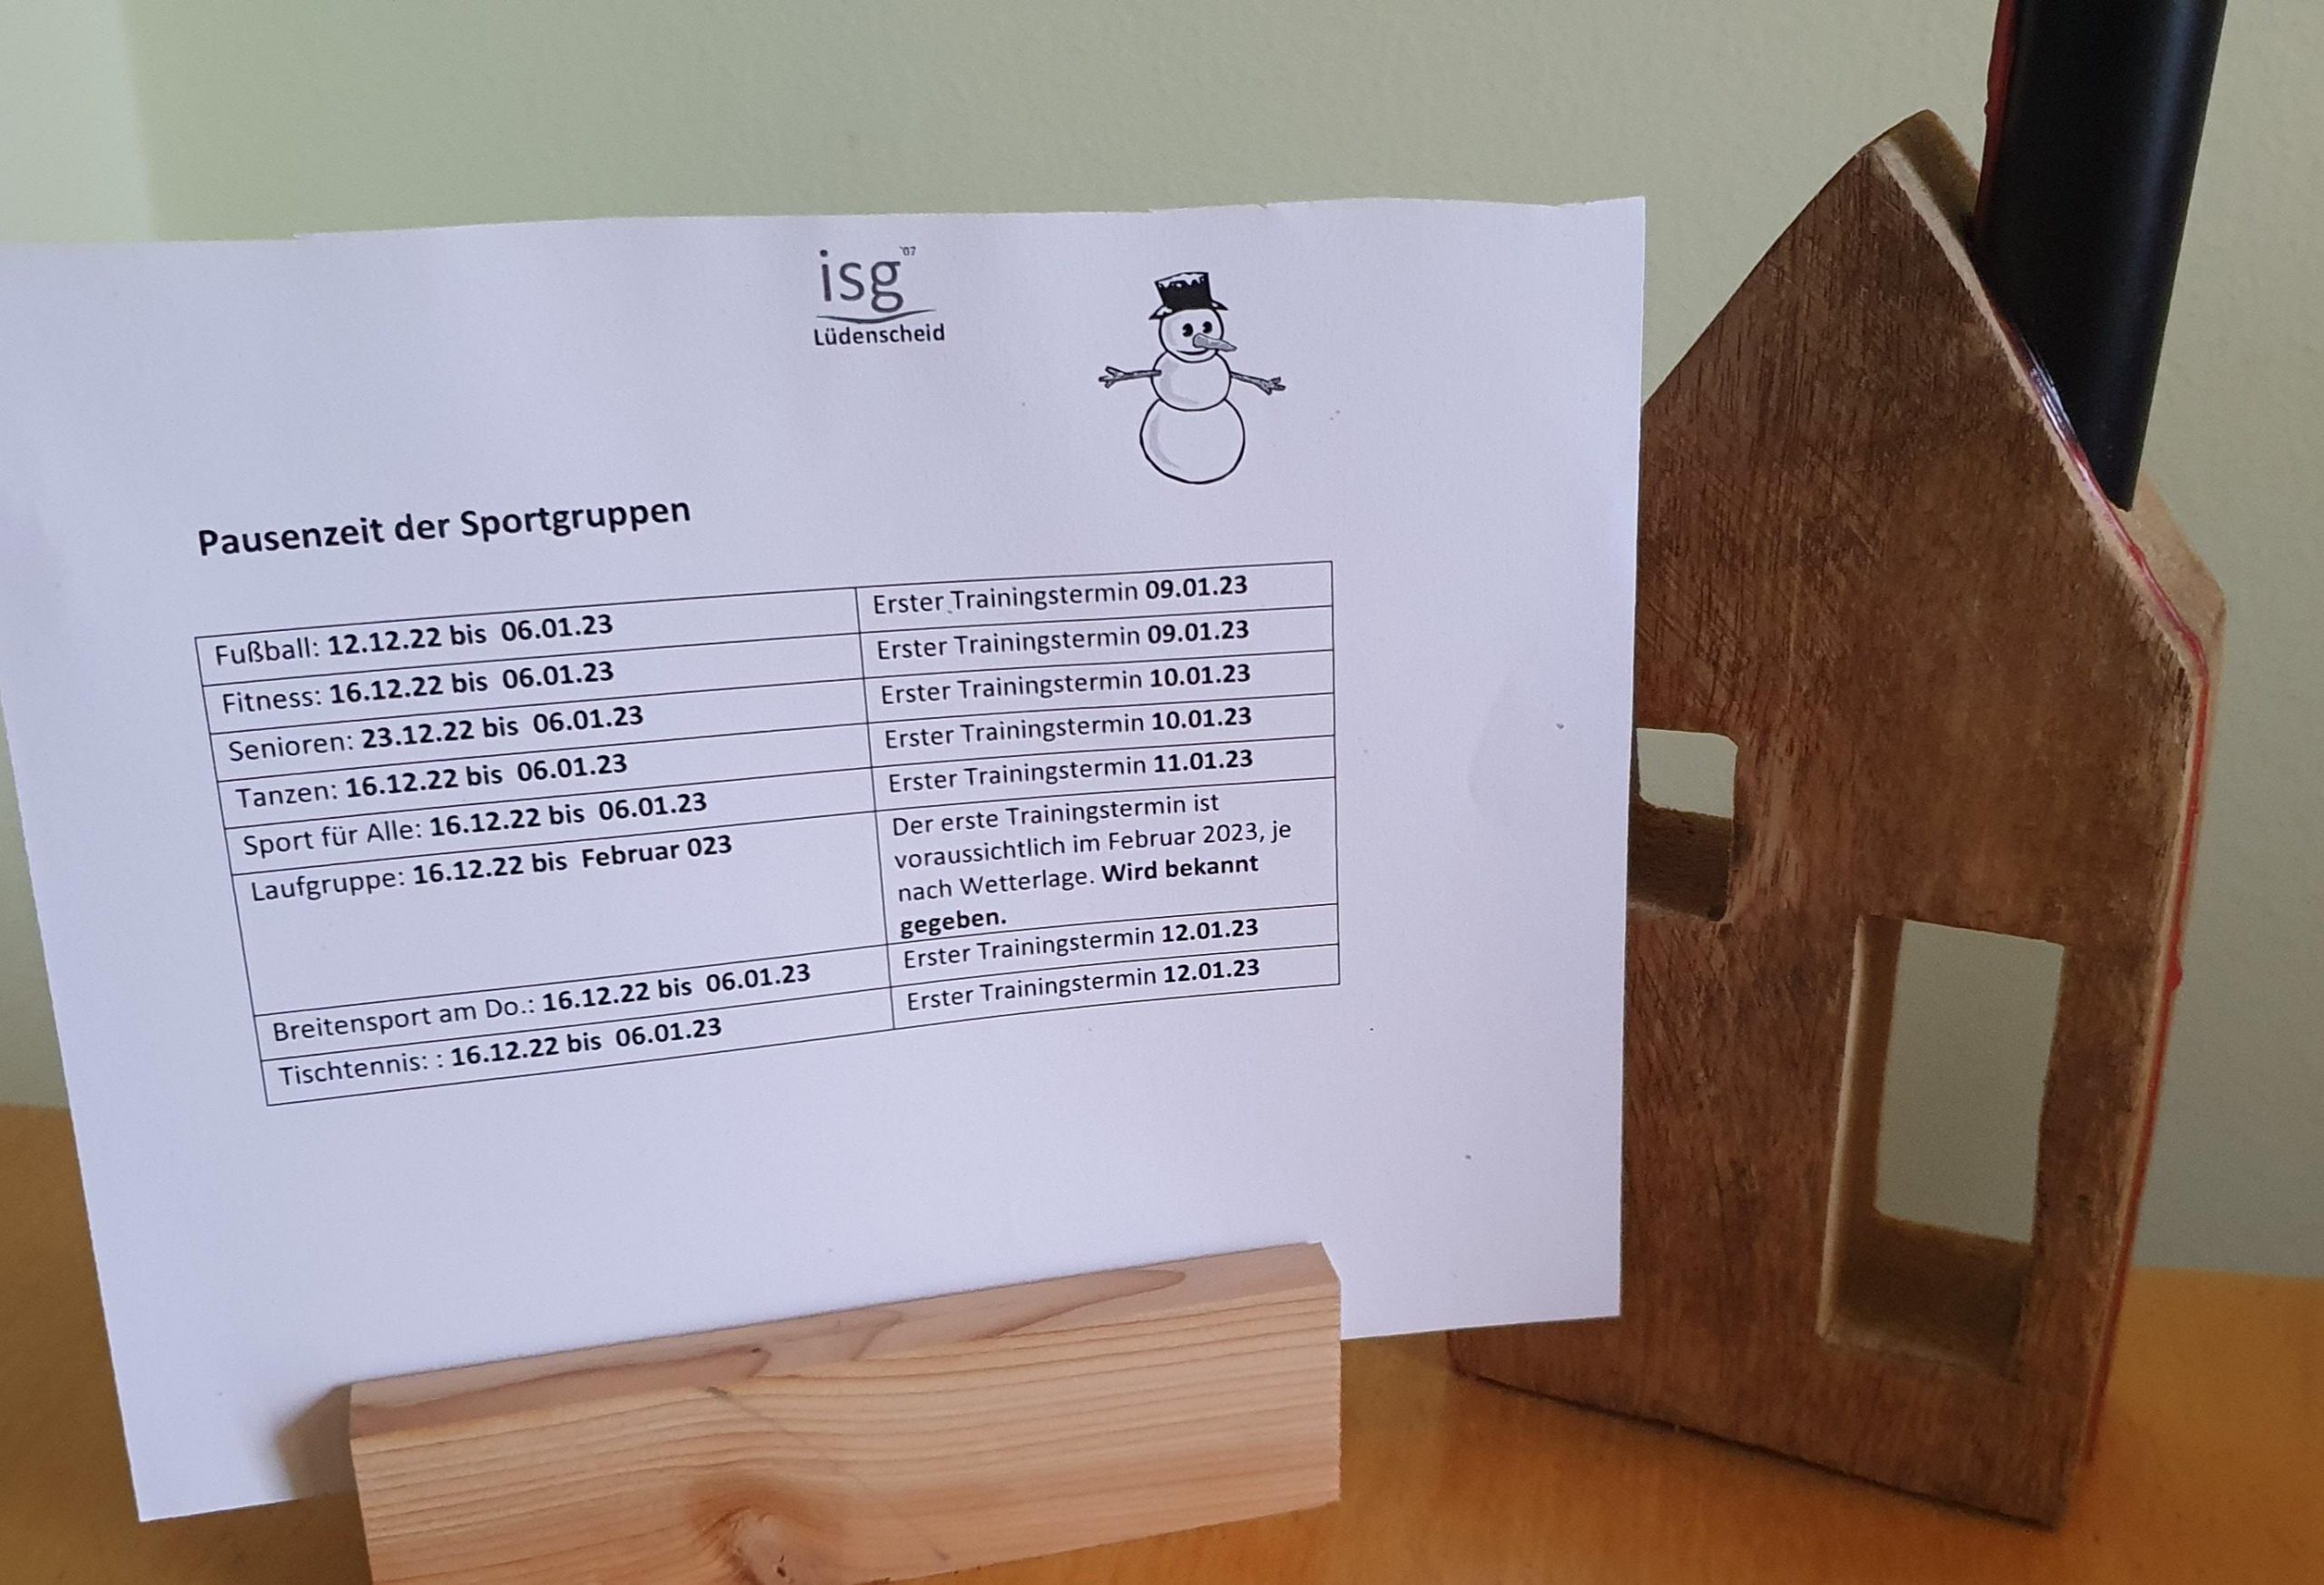 isg '07
Lüdenscheid
Pausenzeit der Sportgruppen
Fußball: 12.12.22 bis 06.01.23 Erster Trainingstermin 09.01.23
Fitness: 16.12.22 bis 06.01.23 Erster Trainingstermin 09.01.23
Senioren: 23.12.22 bis 06.01.23 Erster Trainingstermin 10.01.23
Tanzen: 16.12.22 bis 06.01.23 Erster Trainingstermin 10.01.23
Sport für Alle: 16.12.22 bis 06.01.23 Erster Trainingstermin 11.01.23
Laufgruppe: 16.12.22 bis Februar 023 Der erste Trainingstermin ist
voraussichtlich im Februar 2023, je
nach Wetterlage. Wird bekannt
gegeben.
Breitensport am Do.: 16.12.22 bis 06.01.23 Erster Trainingstermin 12.01.23
Tischtennis: : 16.12.22 bis 06.01.23 Erster Trainingstermin 12.01.23